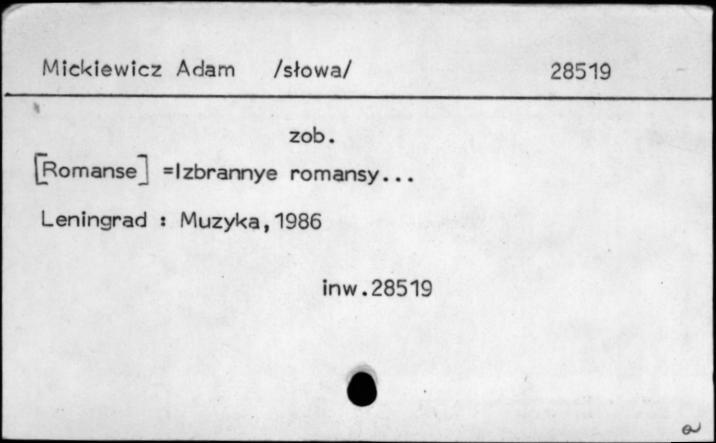 Mickiewicz Adam /słowa/ 28519
zob.
[Romanse] =Izbrannye romansy...
Leningrad : Muzyka,1986
inw.28519